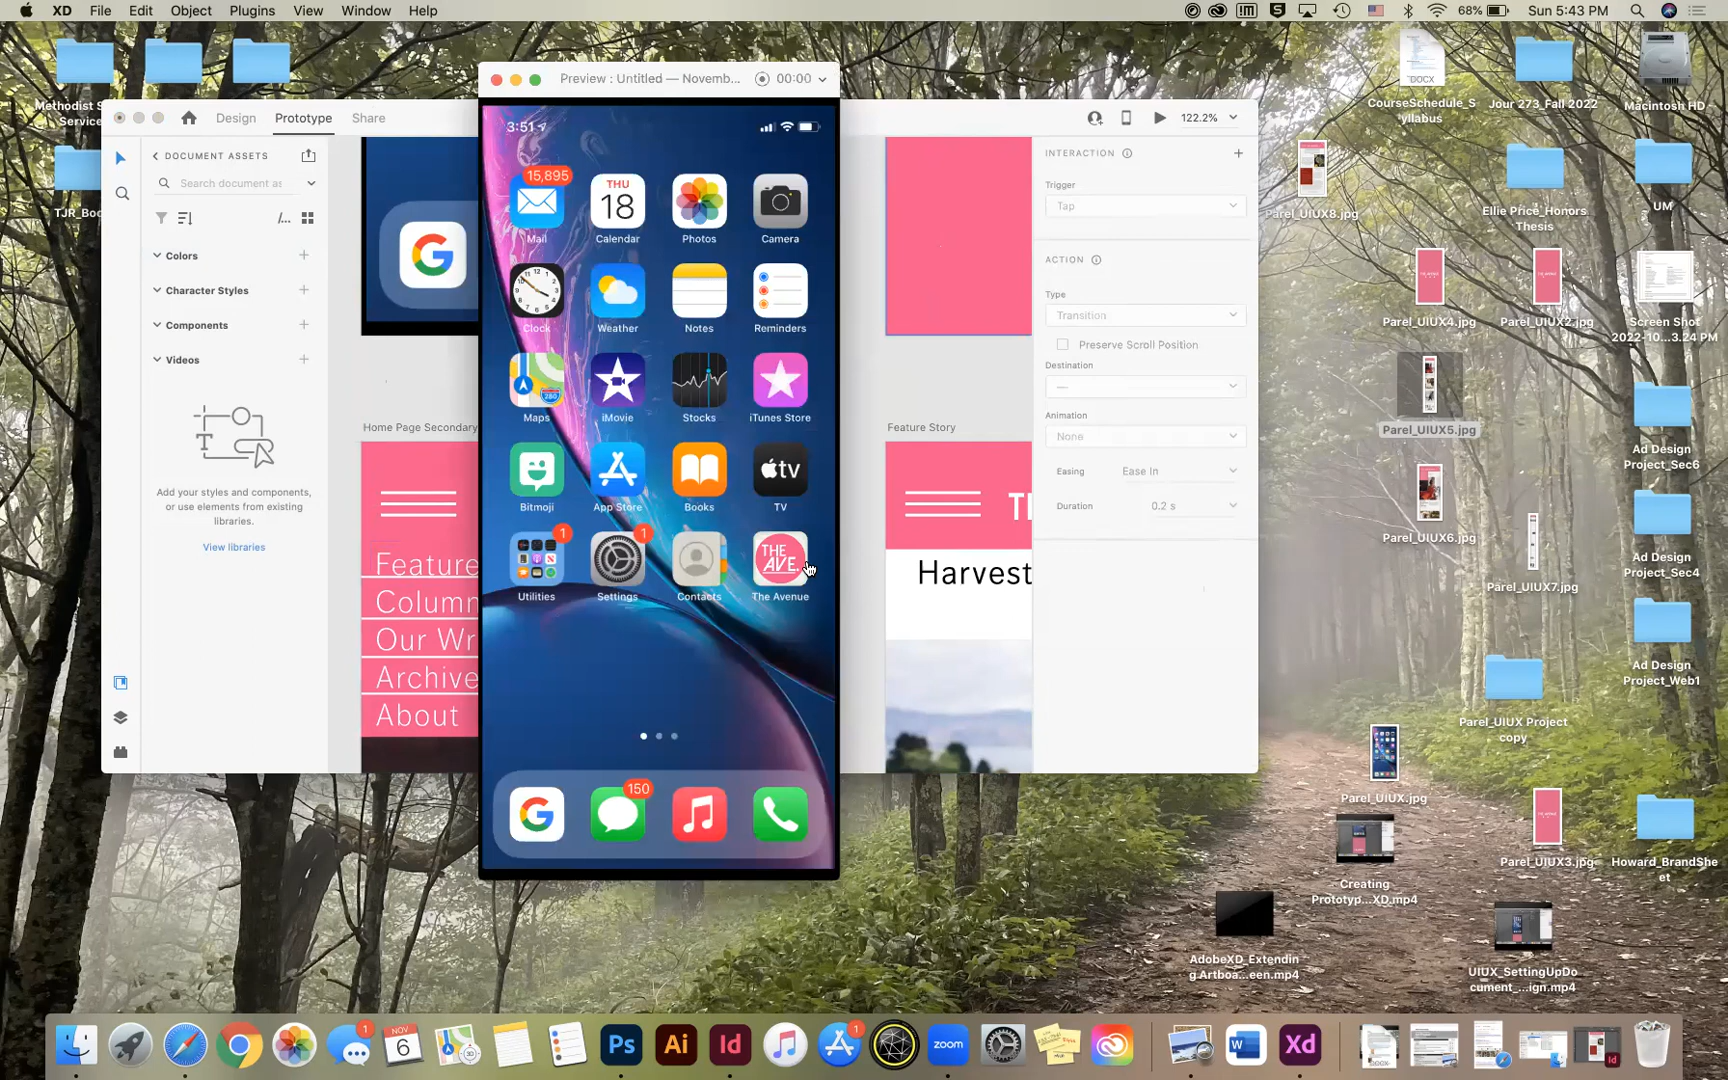 XD File Edit Object Plugins View Window Help
68% Sun 5:43 PM
Methodist S
Service
TJR_Boo
CourseSchedule_S
yllabus
Jour 273_Fall 2022
Macintosh HD
Parel_UIUX8.jpg
Ellie Price_Honors
Thesis
UM
Parel_UIUX4.jpg
Parel_UIUX2.jpg
Screen Shot
2022-10...3.24 PM
Parel_UIUX5.jpg
Ad Design
Project_Sec6
Parel_UIUX6.jpg
Parel_UIUX7.jpg
Ad Design
Project_Sec4
Ad Design
Project_Web1
Parel_UIUX Project
copy
Parel_UIUX.jpg
Parel_UIUX3.jpg
Howard_BrandShe
et
Creating
Prototyp...XD.mp4
AdobeXD_Extendin
g Artboa...een.mp4
UIUX_SettingUpDo
cument_...ign.mp4
Design Prototype Share
122.2%
DOCUMENT ASSETS
Search document as
Colors
Character Styles
Components
Videos
Add your styles and components,
or use elements from existing
libraries.
View libraries
Home Page Secondary
Feature
Column
Our Wr
Archive
About
Preview : Untitled — Novemb...
00:00
3:51
15,895
THU
18
Mail Calendar Photos Camera
Clock Weather Notes Reminders
Maps iMovie Stocks iTunes Store
tv
Bitmoji App Store Books TV
1
1
THE
AVE.
Utilities Settings Contacts The Avenue
150
Feature Story
Harvest
INTERACTION
Trigger
Tap
ACTION
Type
Transition
Preserve Scroll Position
Destination
—
Animation
None
Easing Ease In
Duration 0.2 s
1
NOV
6
Ps
Ai
Id
1
zoom
W
Xd
DOCX